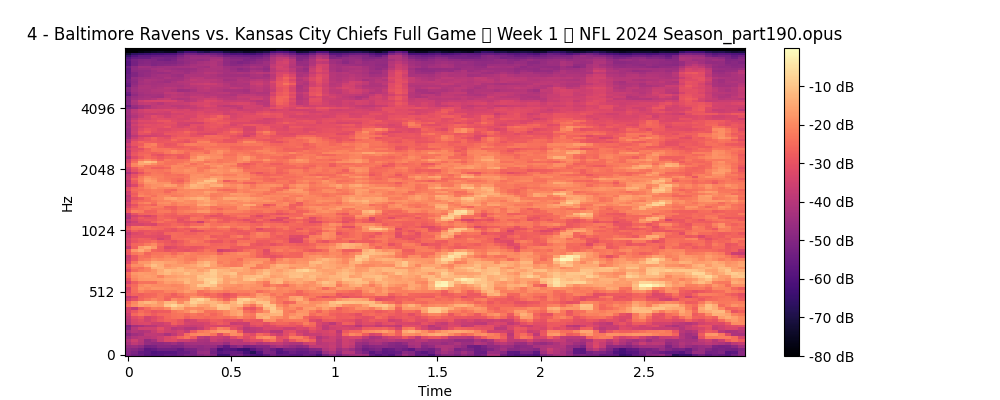 4 - Baltimore Ravens vs. Kansas City Chiefs Full Game ▯ Week 1 ▯ NFL 2024 Season_part190.opus
4096
2048
1024
512
0
Hz
0
0.5
1
1.5
2
2.5
Time
-10 dB
-20 dB
-30 dB
-40 dB
-50 dB
-60 dB
-70 dB
-80 dB